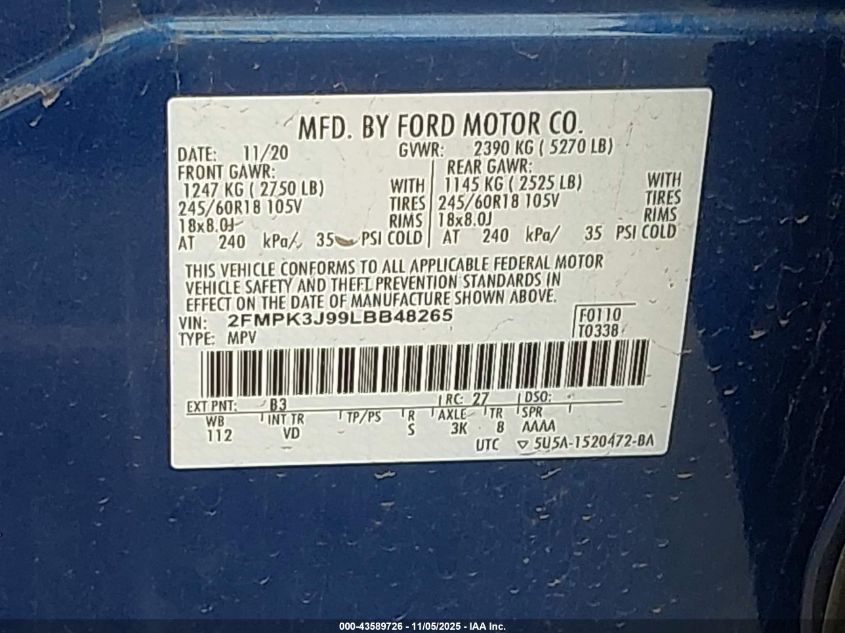 MFD. BY FORD MOTOR CO.
DATE: 11/20 GVWR: 2390 KG ( 5270 LB)
FRONT GAWR: REAR GAWR:
1247 KG ( 2750 LB) WITH 1145 KG ( 2525 LB) WITH
245/60R18 105V TIRES 245/60R18 105V TIRES
18x8.0J RIMS 18x8.0J RIMS
AT 240 kPa/ 35 PSI COLD AT 240 kPa/ 35 PSI COLD
THIS VEHICLE CONFORMS TO ALL APPLICABLE FEDERAL MOTOR
VEHICLE SAFETY AND THEFT PREVENTION STANDARDS IN
EFFECT ON THE DATE OF MANUFACTURE SHOWN ABOVE.
VIN: 2FMPK3J99LBB48265 F0110
TYPE: MPV T0338
EXT PNT: B3 RC: 27 DSO:
WB INT TR TP/PS R AXLE TR SPR
112 VD S 3K 8 AAAA
UTC ▽ 5U5A-1520472-BA
000-43589726 - 11/05/2025 - IAA Inc.